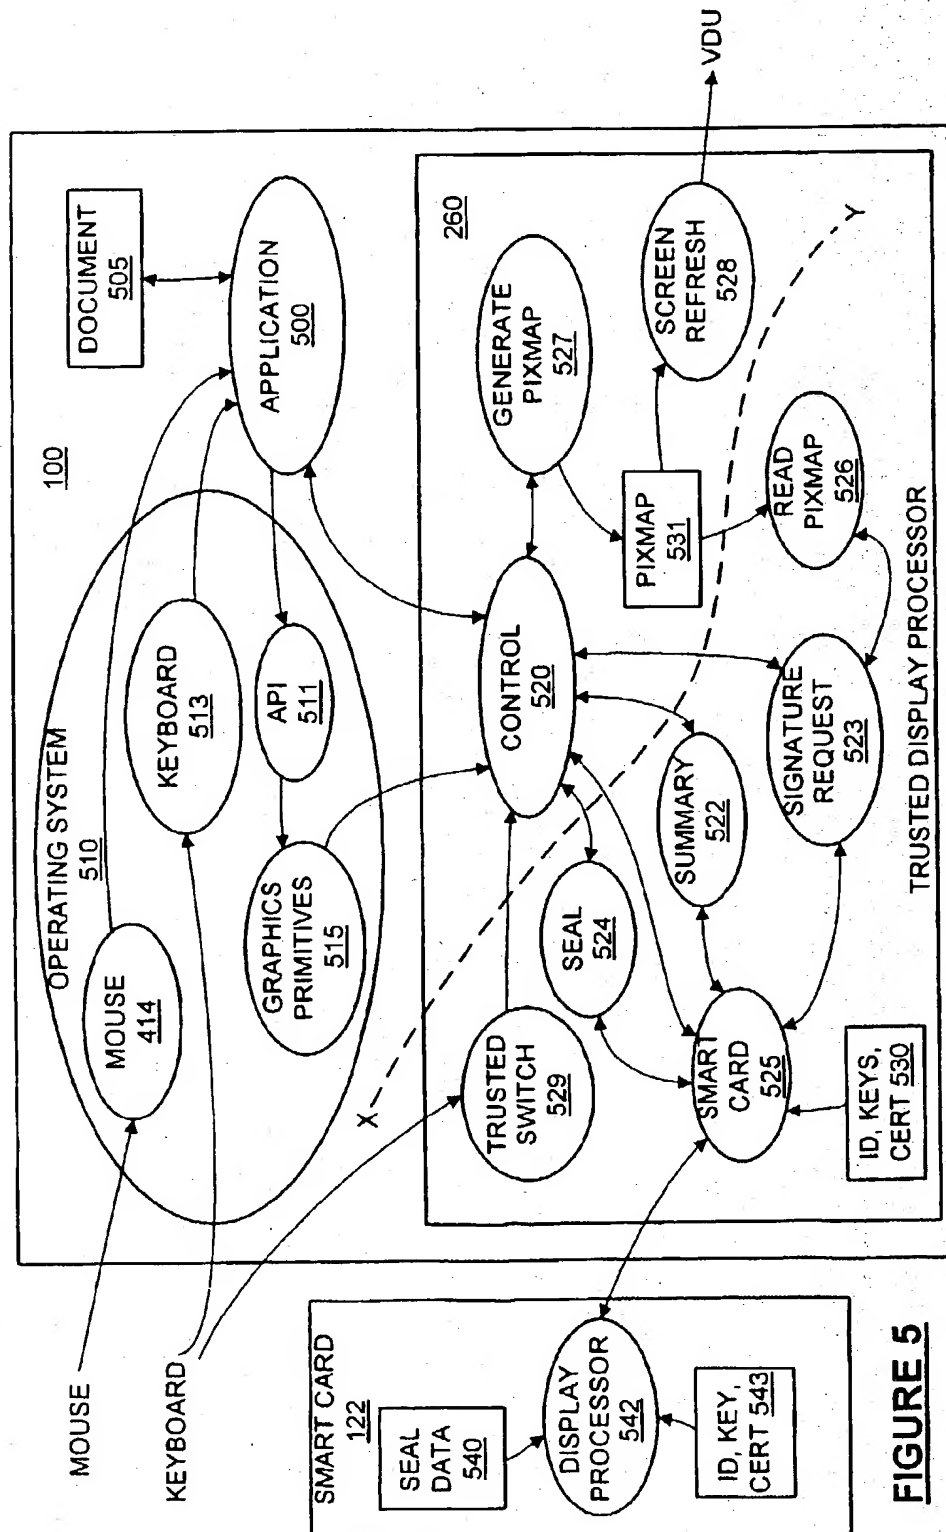 MOUSE
KEYBOARD
100
OPERATING SYSTEM
510
MOUSE
414
KEYBOARD
513
API
511
GRAPHICS
PRIMITIVES
515
DOCUMENT
505
APPLICATION
500
X
Y
260
TRUSTED
SWITCH
529
CONTROL
520
GENERATE
PIXMAP
527
SEAL
524
SUMMARY
522
PIXMAP
531
SCREEN
REFRESH
528
VDU
SMART
CARD
525
SIGNATURE
REQUEST
523
READ
PIXMAP
526
ID, KEYS,
CERT 530
TRUSTED DISPLAY PROCESSOR
SMART CARD
122
SEAL
DATA
540
DISPLAY
PROCESSOR
542
ID, KEY,
CERT 543
FIGURE 5